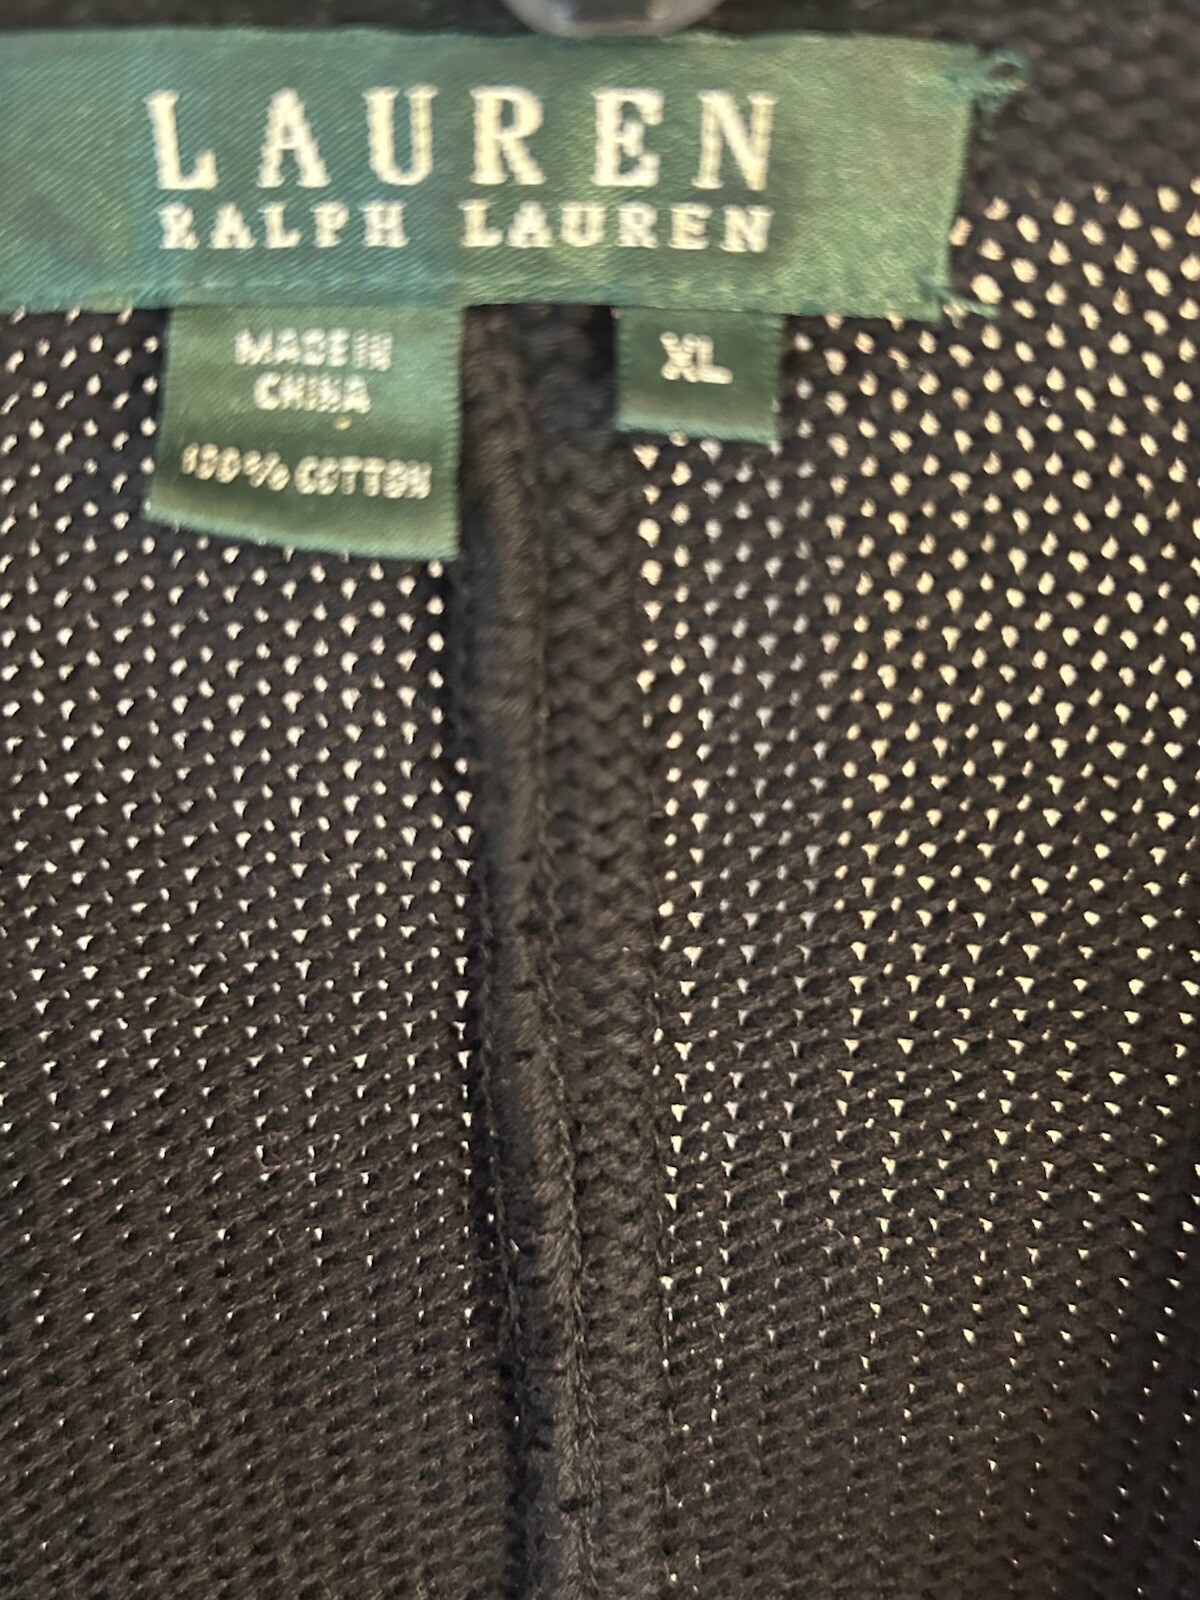 LAUREN
RALPH LAUREN
MADE IN
CHINA
100% COTTON
XL